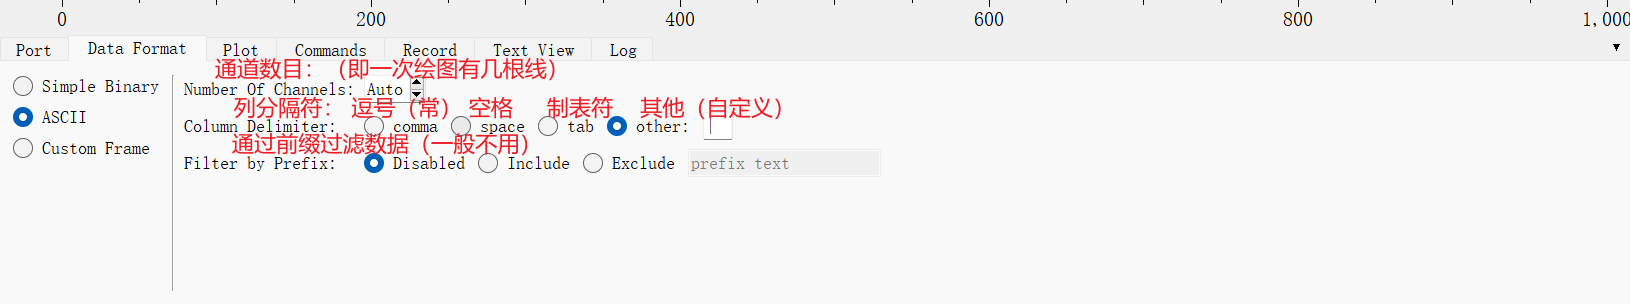 0 200 400 600 800 1,000
Port Data Format Plot Commands Record Text View Log
通道数目：（即一次绘图有几根线）
Simple Binary
Number Of Channels: Auto
列分隔符： 逗号（常） 空格 制表符 其他（自定义）
ASCII
Column Delimiter: comma space tab other:
通过前缀过滤数据（一般不用）
Custom Frame
Filter by Prefix: Disabled Include Exclude prefix text